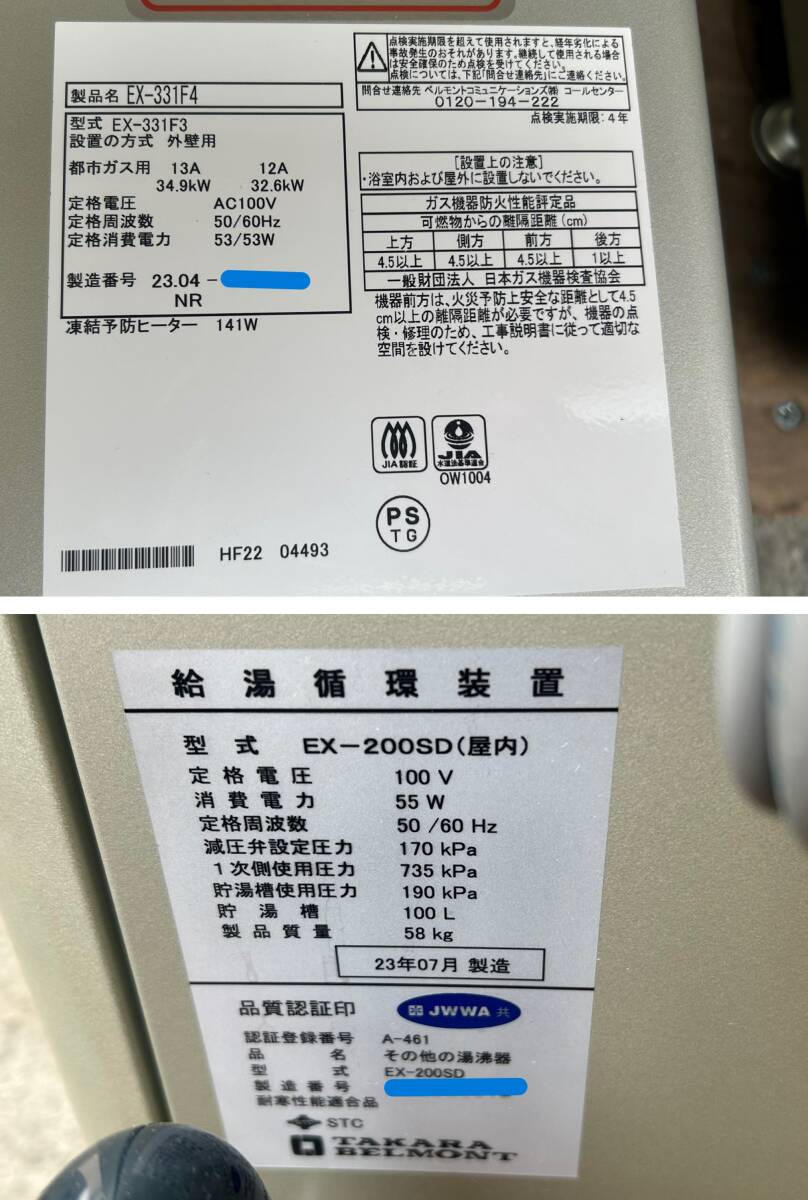 点検実施期限を超えて使用されますと、経年劣化による
事故発生のおそれがあります。継続して使用される場合
は安全確保のため点検を受けてください。
点検については、下記「問合せ連絡先」にご連絡ください。
問合せ連絡先 ベルモントコミュニケーションズ㈱ コールセンター
0120-194-222
点検実施期限：4年
製品名 EX-331F4
型式 EX-331F3
設置の方式 外壁用
都市ガス用 13A 12A
34.9kW 32.6kW
定格電圧 AC100V
定格周波数 50/60Hz
定格消費電力 53/53W
製造番号 23.04 -
NR
凍結予防ヒーター 141W
[設置上の注意]
・浴室内および屋外に設置しないでください。
ガス機器防火性能評定品
可燃物からの離隔距離(cm)
上方 側方 前方 後方
4.5以上 4.5以上 4.5以上 1以上
一般財団法人 日本ガス機器検査協会
機器前方は、火災予防上安全な距離として4.5
cm以上の離隔距離が必要ですが、機器の点
検・修理のため、工事説明書に従って適切な
空間を設けてください。
JIA認証
JIA
水道法基準適合
OW1004
PS
TG
HF22 04493
給湯循環装置
型式 EX-200SD(屋内)
定格電圧 100 V
消費電力 55 W
定格周波数 50 /60 Hz
減圧弁設定圧力 170 kPa
1次側使用圧力 735 kPa
貯湯槽使用圧力 190 kPa
貯湯槽 100 L
製品質量 58 kg
23年07月 製造
品質認証印 JWWA 共
認証登録番号 A-461
品名 その他の湯沸器
型式 EX-200SD
製造番号
耐寒性能適合品
STC
TAKARA
BELMONT